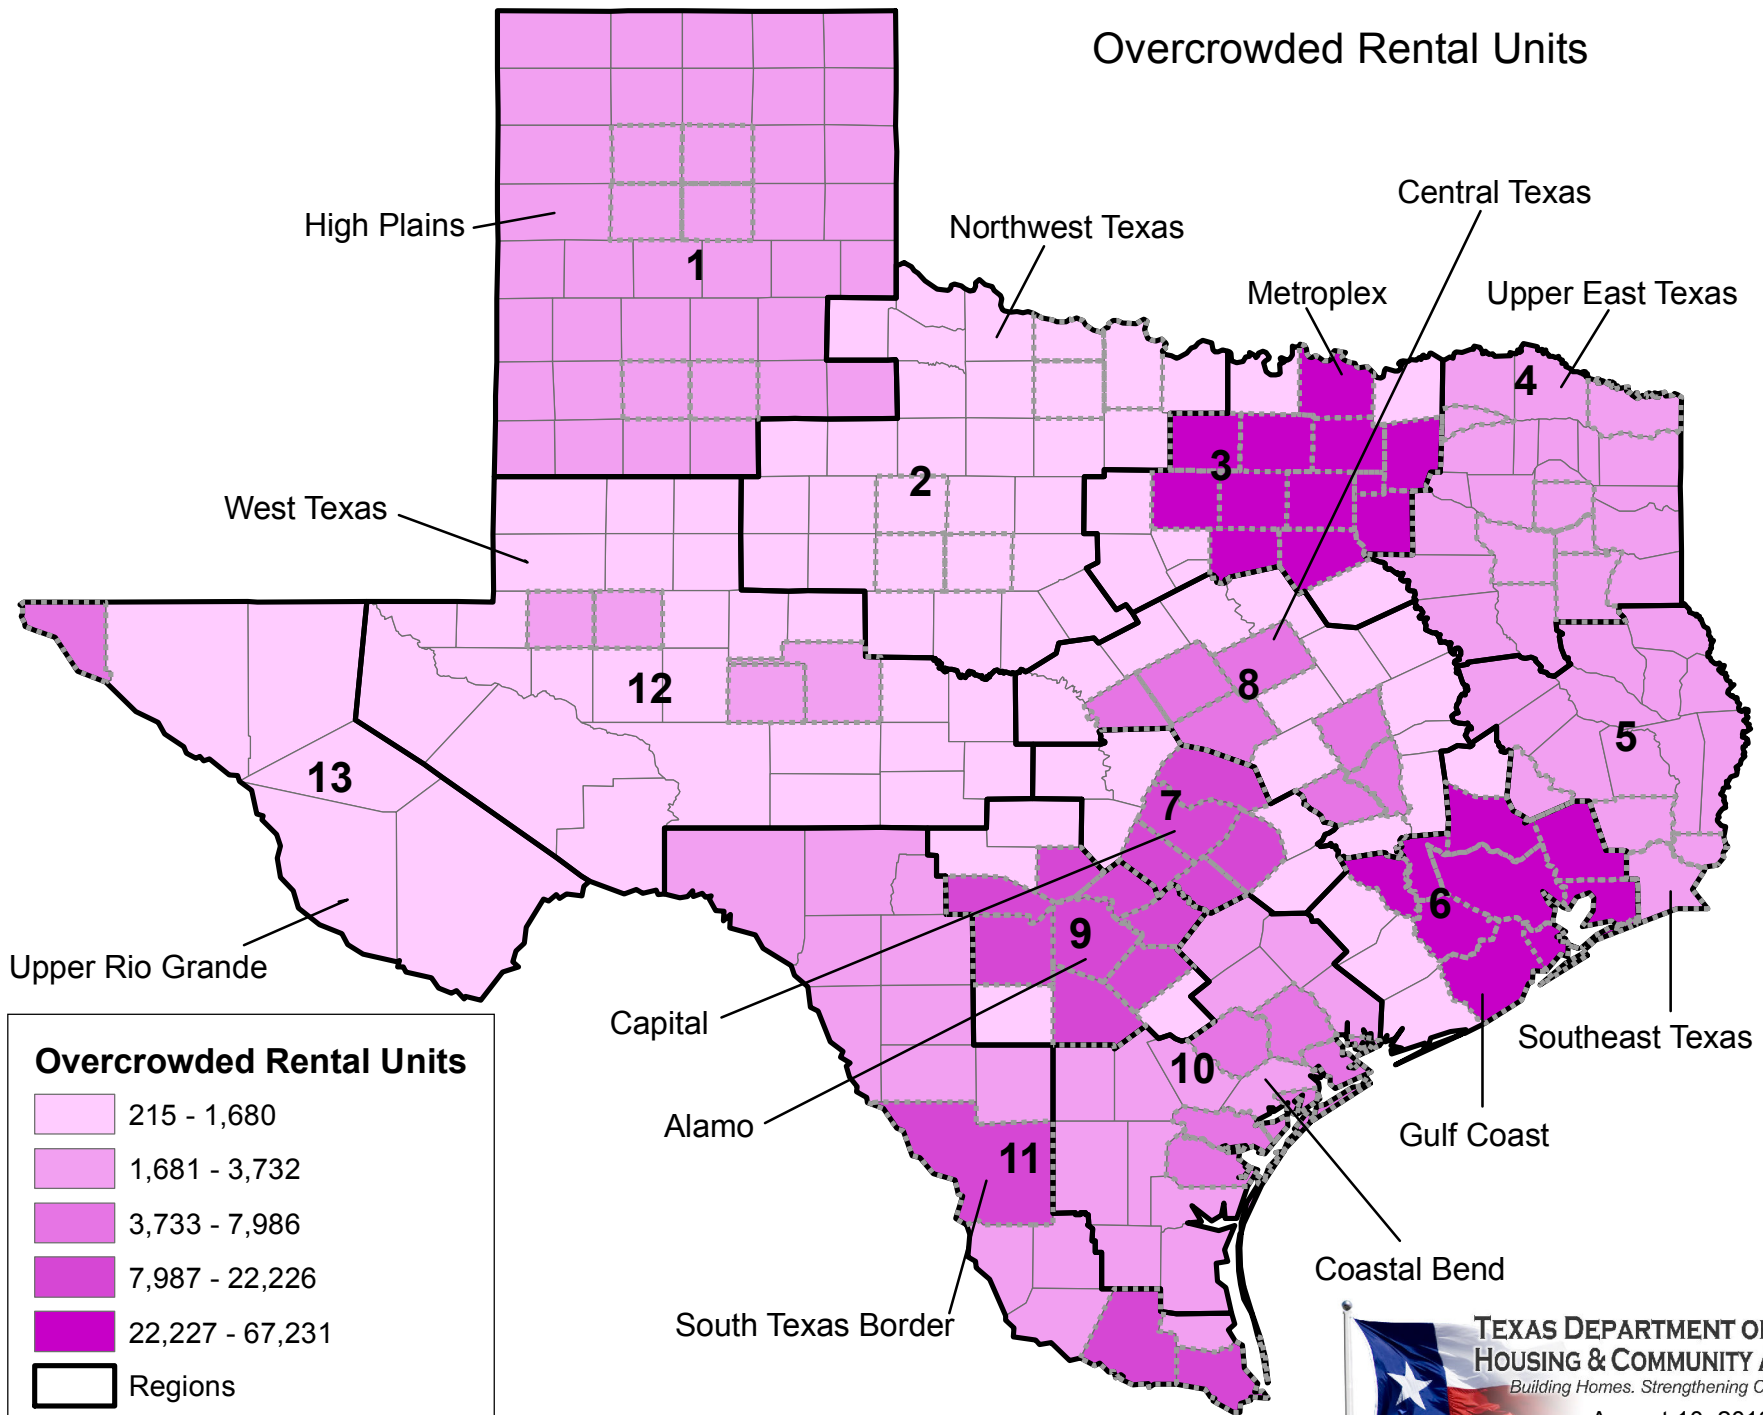 Overcrowded Rental Units
Central Texas
High Plains
Northwest Texas
1
Metroplex
Upper East Texas
4
3
2
West Texas
12
8
13
5
7
6
9
Upper Rio Grande
Capital
Southeast Texas
10
Alamo
Gulf Coast
11
Coastal Bend
South Texas Border
Overcrowded Rental Units
215 - 1,680
1,681 - 3,732
3,733 - 7,986
7,987 - 22,226
22,227 - 67,231
Regions
TEXAS DEPARTMENT
HOUSING & COMMUNITY
Building Homes. Strengthening